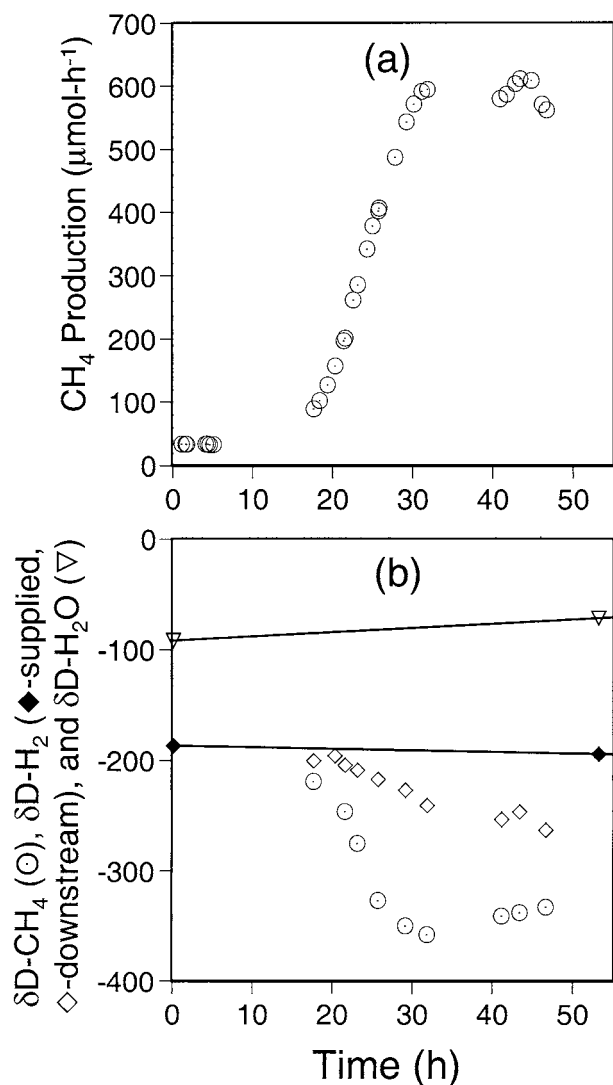 700
600
500
400
300
200
100
0
CH₄ Production (μmol-h⁻¹)
(a)
0 10 20 30 40 50
0
-100
-200
-300
-400
δD-CH₄ (⊙), δD-H₂ (◆-supplied,
◇-downstream), and δD-H₂O (▽)
(b)
0 10 20 30 40 50
Time (h)